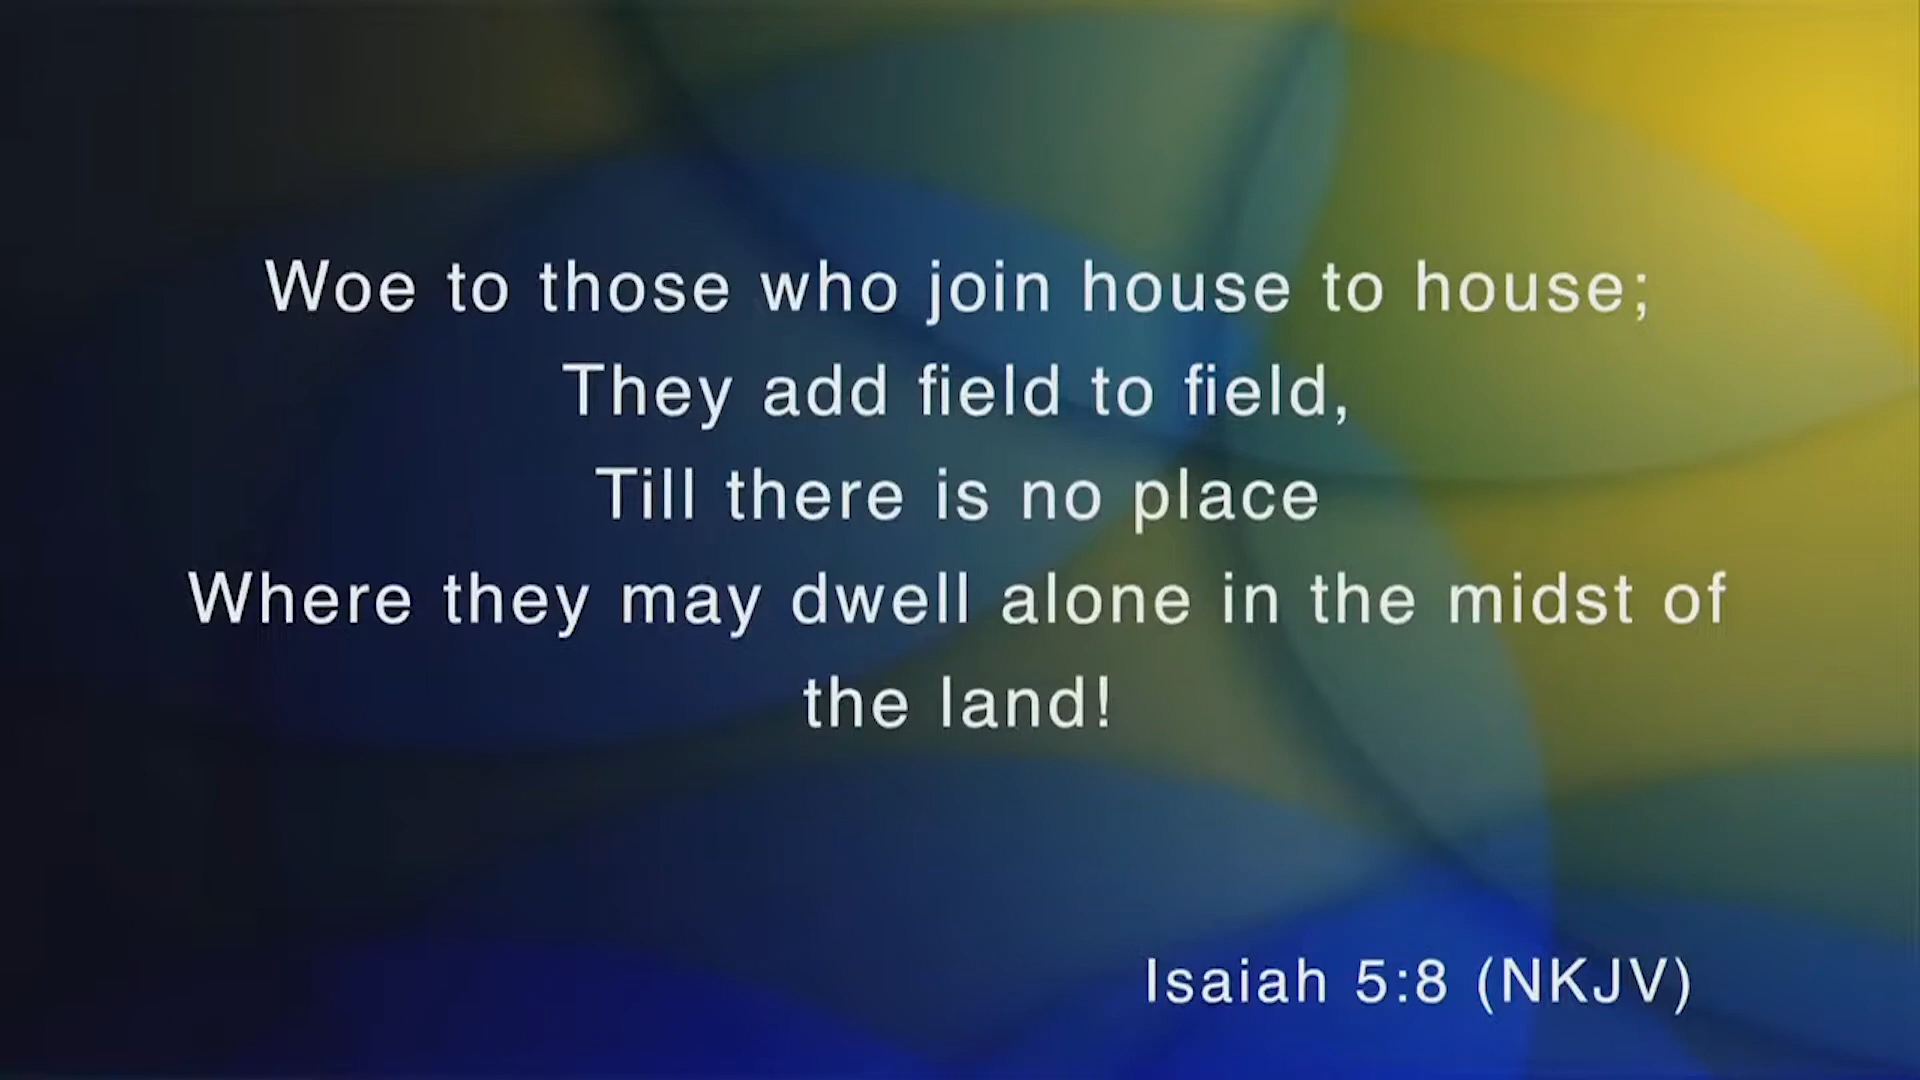 Woe to those who join house to house;
They add field to field,
Till there is no place
Where they may dwell alone in the midst of
the land!
Isaiah 5:8 (NKJV)